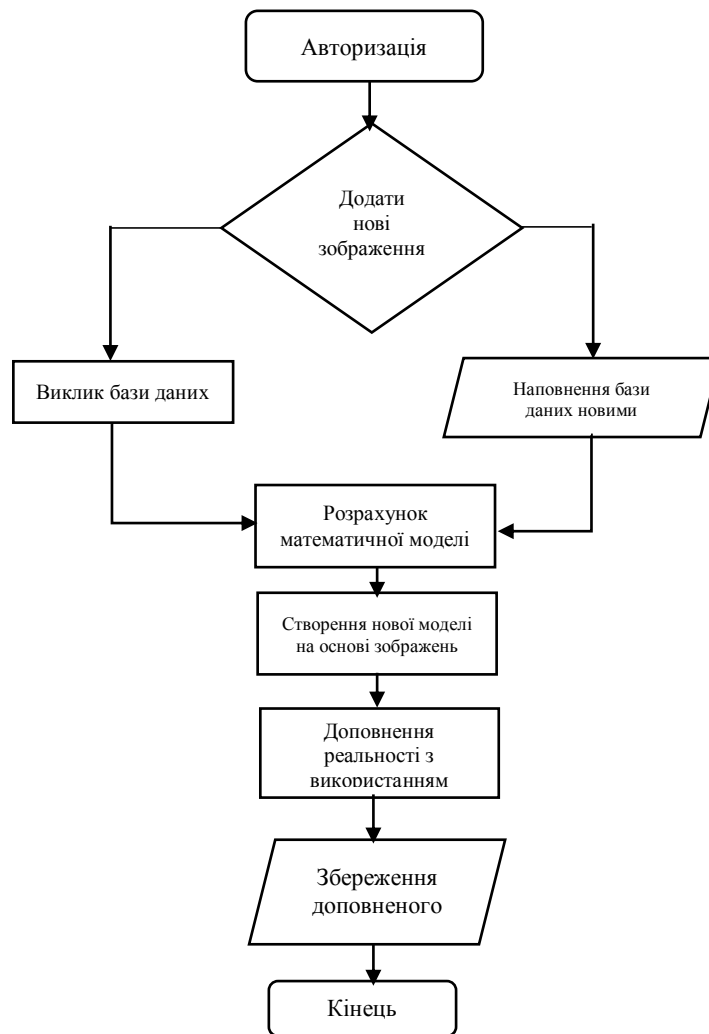 Авторизація
Додати
нові
зображення
Виклик бази даних
Наповнення бази
даних новими
Розрахунок
математичної моделі
Створення нової моделі
на основі зображень
Доповнення
реальності з
використанням
Збереження
доповненого
Кінець